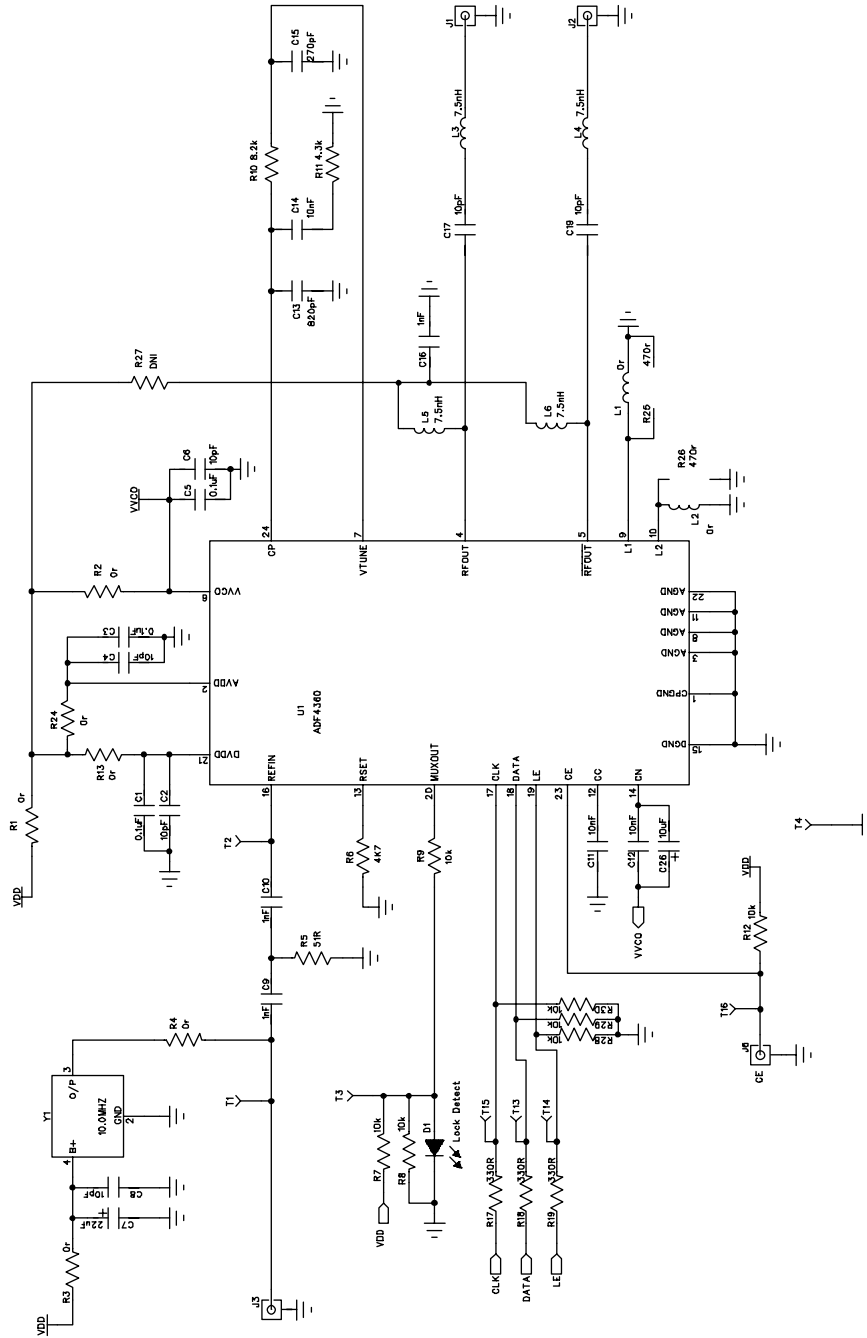 VDD
R3
0r
22uF
C7
10pF
C8
4
B+
Y1
10.0MHZ
GND
2
O/P
3
R4
0r
J3
T1
C9
1nF
R5
51R
C10
1nF
T2
16
REFIN
VDD
R1
0r
0.1uF
C1
10pF
C2
R13
0r
R24
0r
21
DVDD
C4
10pF
C3
0.1uF
2
AVDD
R2
0r
6
VVCO
VVCO
C5
0.1uF
C6
10pF
R27
DNI
U1
ADF4360
24
CP
7
VTUNE
C13
820pF
C14
10nF
R10 8.2k
R11 4.3k
C15
270pF
4
RFOUT
L5
7.5nH
C16
1nF
C17
10pF
L3
7.5nH
J1
5
RFOUT
L6
7.5nH
C19
10pF
L4
7.5nH
J2
9
L1
L1
0r
R25
470r
10
L2
L2
0r
R26
470r
AGND
22
AGND
11
AGND
8
AGND
3
CPGND
1
DGND
15
13
RSET
R6
4K7
20
MUXOUT
R9
10k
T3
VDD
R7
10k
R8
10k
D1
Lock Detect
17
CLK
18
DATA
19
LE
23
CE
12
CC
14
CN
CLK
R17
330R
T15
DATA
R18
330R
T13
LE
R19
330R
T14
10k
R30
10k
R29
10k
R28
C11
10nF
C12
10nF
C26
10uF
VVCO
VDD
R12
10k
T16
J6
CE
T4